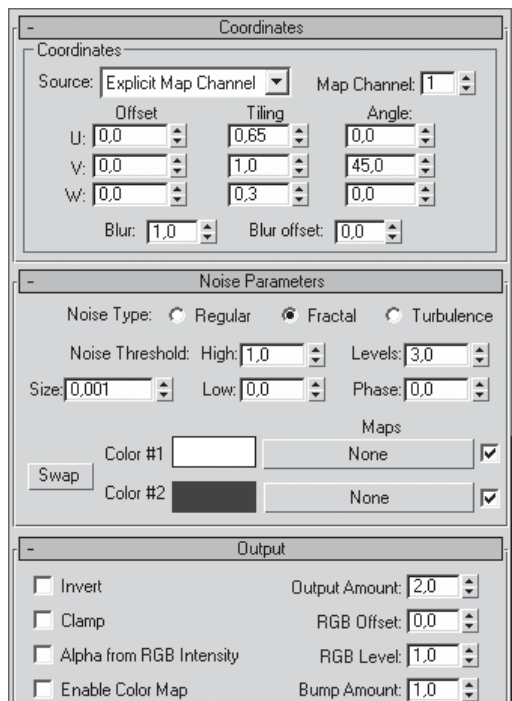 - Coordinates
Coordinates
Source: Explicit Map Channel Map Channel: 1
Offset Tiling Angle:
U: 0,0 0,65 0,0
V: 0,0 1,0 45,0
W: 0,0 0,3 0,0
Blur: 1,0 Blur offset: 0,0
- Noise Parameters
Noise Type: Regular Fractal Turbulence
Noise Threshold: High: 1,0 Levels: 3,0
Size: 0,001 Low: 0,0 Phase: 0,0
Maps
Color #1 None
Swap
Color #2 None
- Output
Invert Output Amount: 2,0
Clamp RGB Offset: 0,0
Alpha from RGB Intensity RGB Level: 1,0
Enable Color Map Bump Amount: 1,0